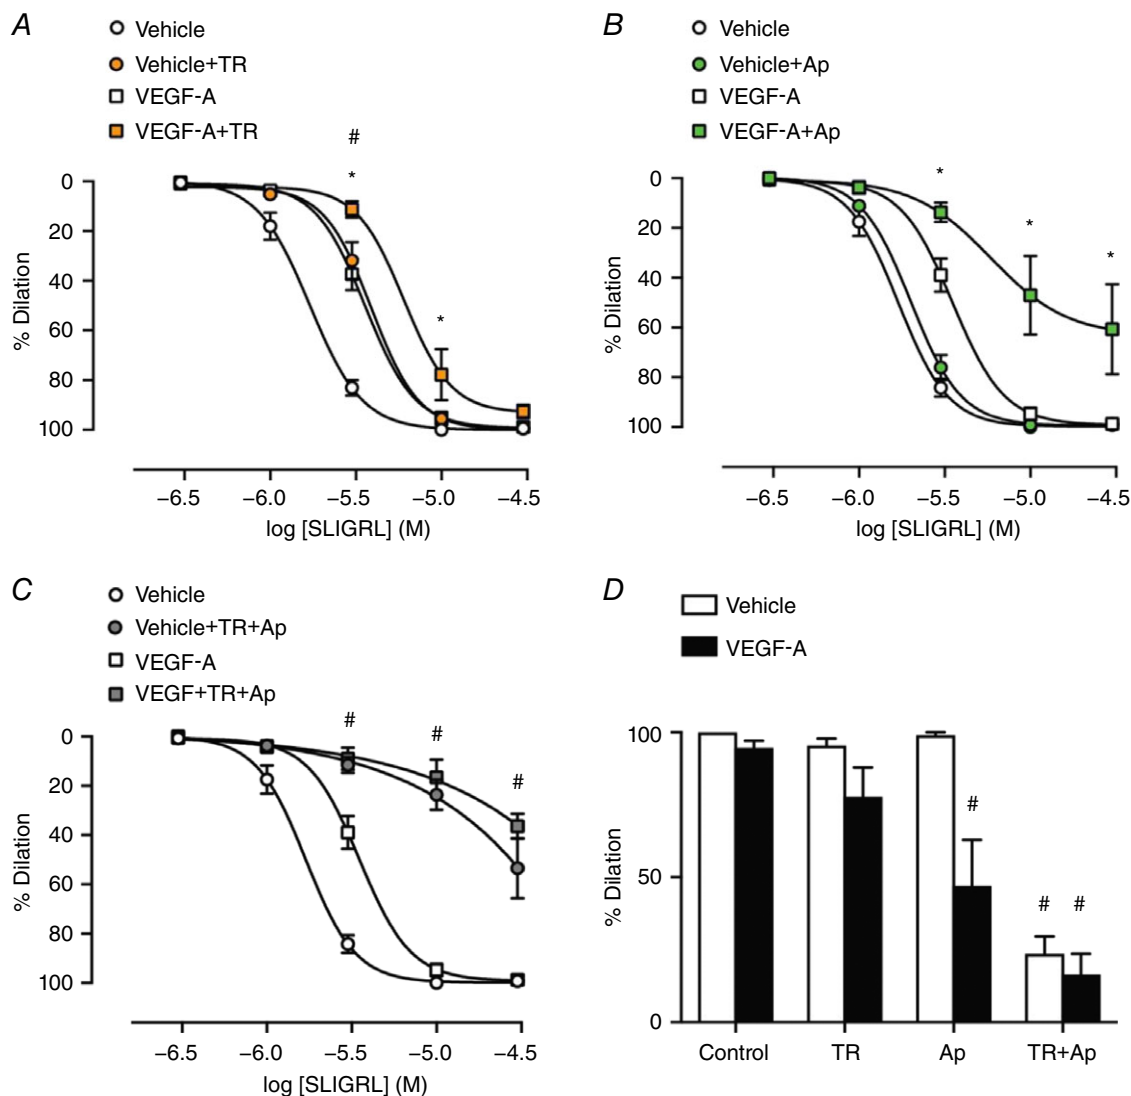 A
Vehicle
Vehicle+TR
VEGF-A
VEGF-A+TR
#
*
*
0
20
40
60
80
100
% Dilation
−6.5 −6.0 −5.5 −5.0 −4.5
log [SLIGRL] (M)
B
Vehicle
Vehicle+Ap
VEGF-A
VEGF-A+Ap
*
*
*
0
20
40
60
80
100
% Dilation
−6.5 −6.0 −5.5 −5.0 −4.5
log [SLIGRL] (M)
C
Vehicle
Vehicle+TR+Ap
VEGF-A
VEGF+TR+Ap
# # #
0
20
40
60
80
100
% Dilation
−6.5 −6.0 −5.5 −5.0 −4.5
log [SLIGRL] (M)
D
Vehicle
VEGF-A
100
50
0
% Dilation
#
# #
Control TR Ap TR+Ap